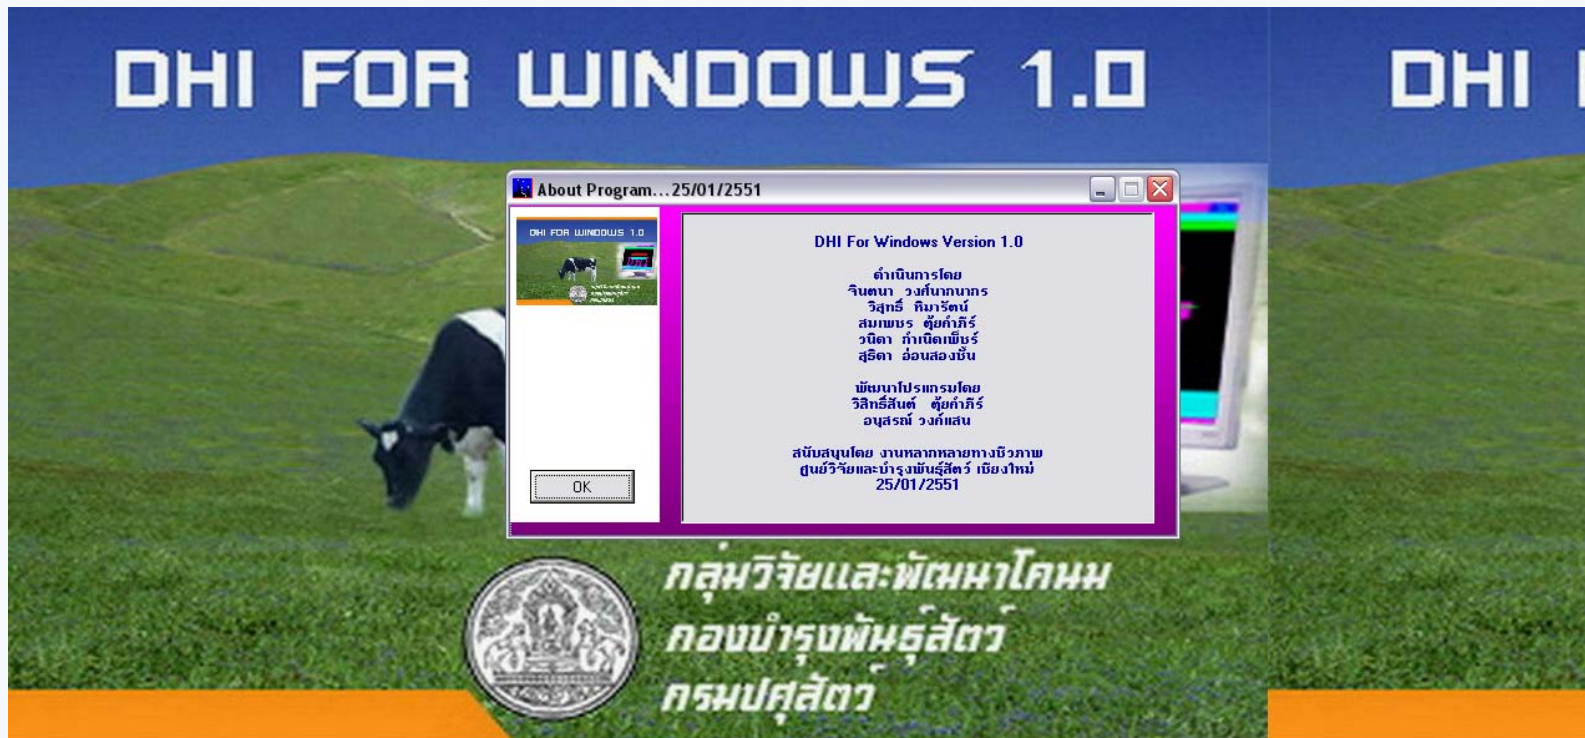 DHI FOR WINDOWS 1.0
DHI
About Program...25/01/2551
DHI FOR WINDOWS 1.0
DHI For Windows Version 1.0
ดำเนินการโดย
จินตนา วงศ์นากนากร
วิสุทธิ์ หิมารัตน์
สมเพชร ตุ้ยคำภีร์
วนิดา กำเนิดเพ็ชร์
สุธิดา อ่อนสองชั้น
พัฒนาโปรแกรมโดย
วิสิทธิ์สันต์ ตุ้ยคำภีร์
อนุสรณ์ วงค์แสน
สนับสนุนโดย งานหลากหลายทางชีวภาพ
ศูนย์วิจัยและบำรุงพันธุ์สัตว์ เชียงใหม่
25/01/2551
OK
กลุ่มวิจัยและพัฒนาโคนม
กองบำรุงพันธุ์สัตว์
กรมปศุสัตว์